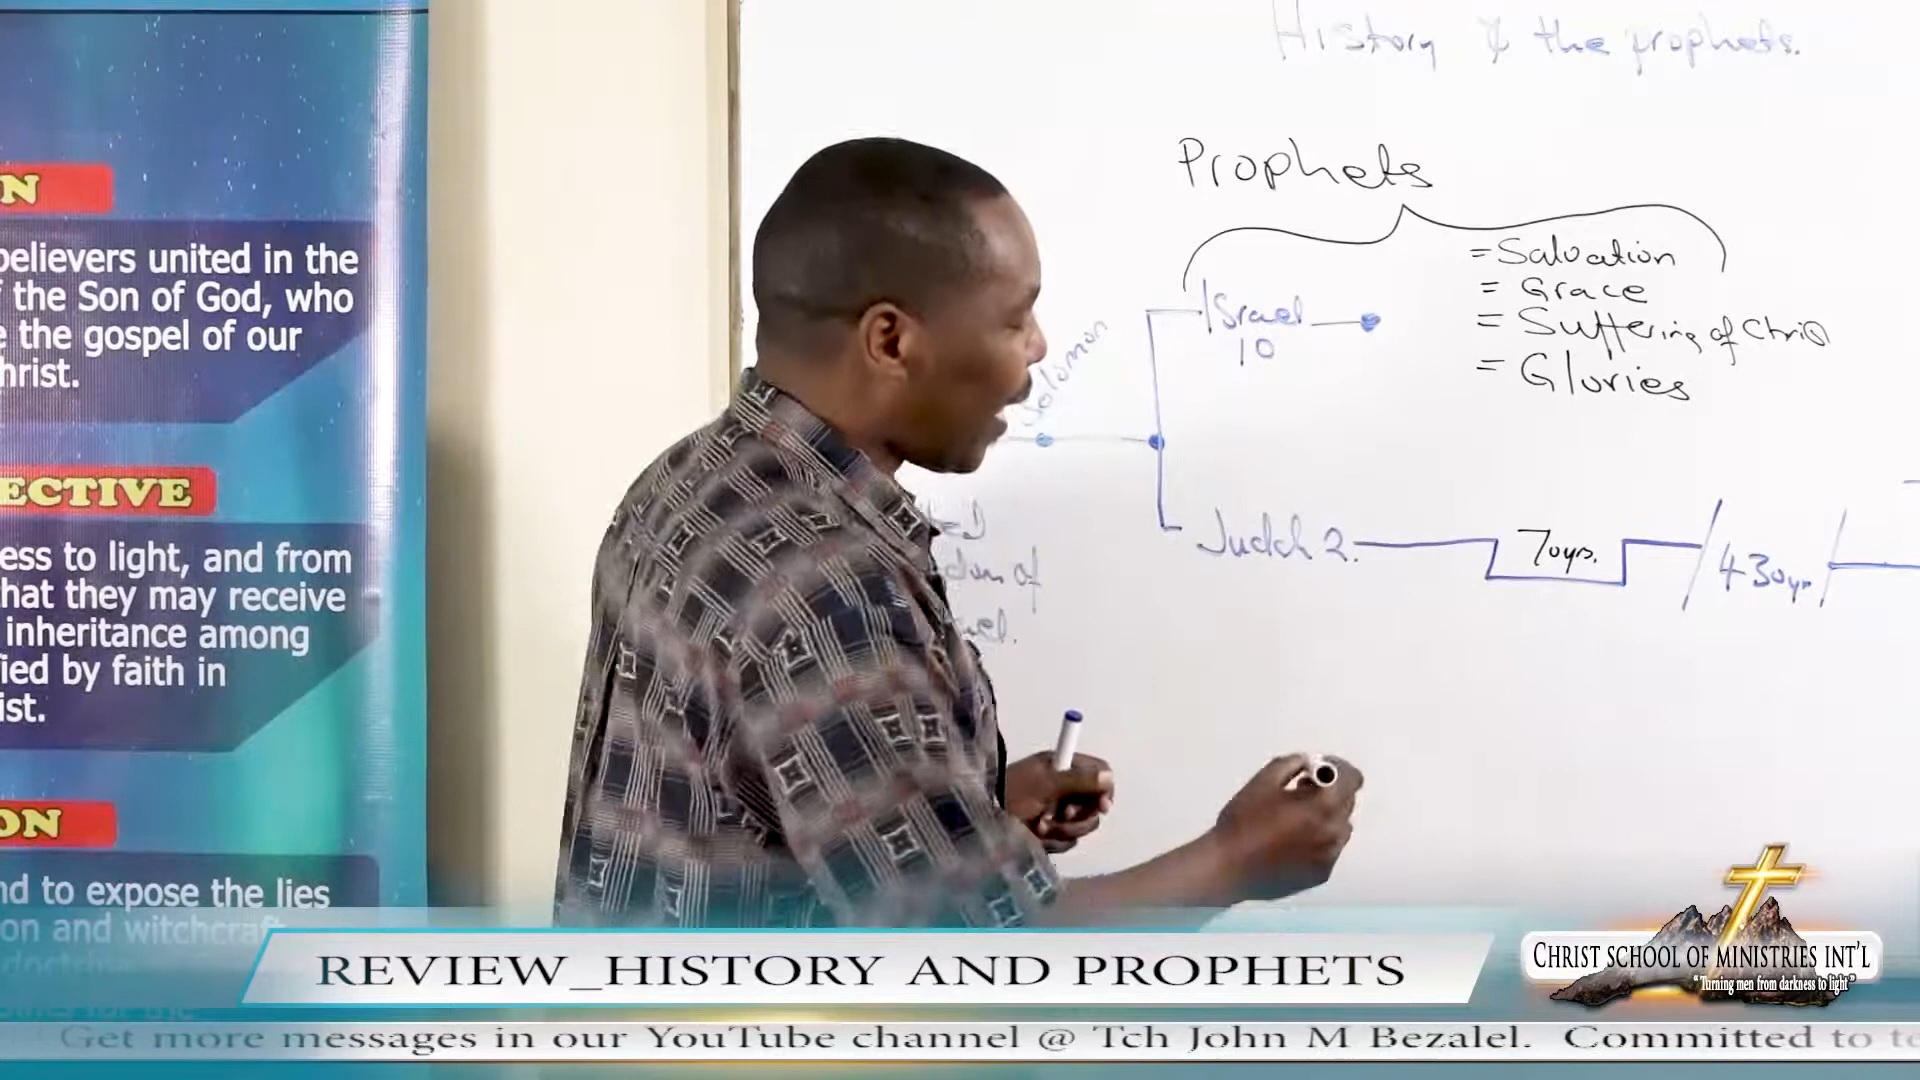 N
believers united in the
the Son of God, who
the gospel of our
hrist.
ECTIVE
ess to light, and from
hat they may receive
inheritance among
ied by faith in
ist.
ON
nd to expose the lies
on and witchcraft
History & the prophets.
Prophets
= Salvation
= Grace
= Suffering of Christ
= Glories
Solomon
Israel
10
Judah 2.
70yrs.
430yr
REVIEW_HISTORY AND PROPHETS
CHRIST SCHOOL OF MINISTRIES INT'L
"Turning men from darkness to light"
Get more messages in our YouTube channel @ Tch John M Bezalel. Committed to